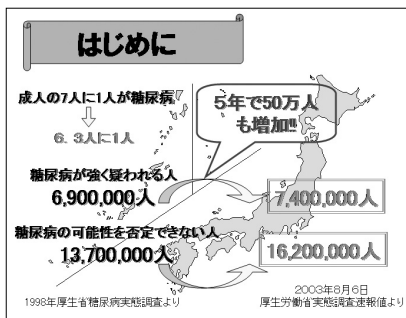 はじめに
成人の7人に1人が糖尿病
6.3人に1人
5年で50万人
も増加!!
糖尿病が強く疑われる人
6,900,000人
7,400,000人
糖尿病の可能性を否定できない人
13,700,000人
16,200,000人
1998年厚生省糖尿病実態調査より
2003年8月6日
厚生労働省実態調査速報値より